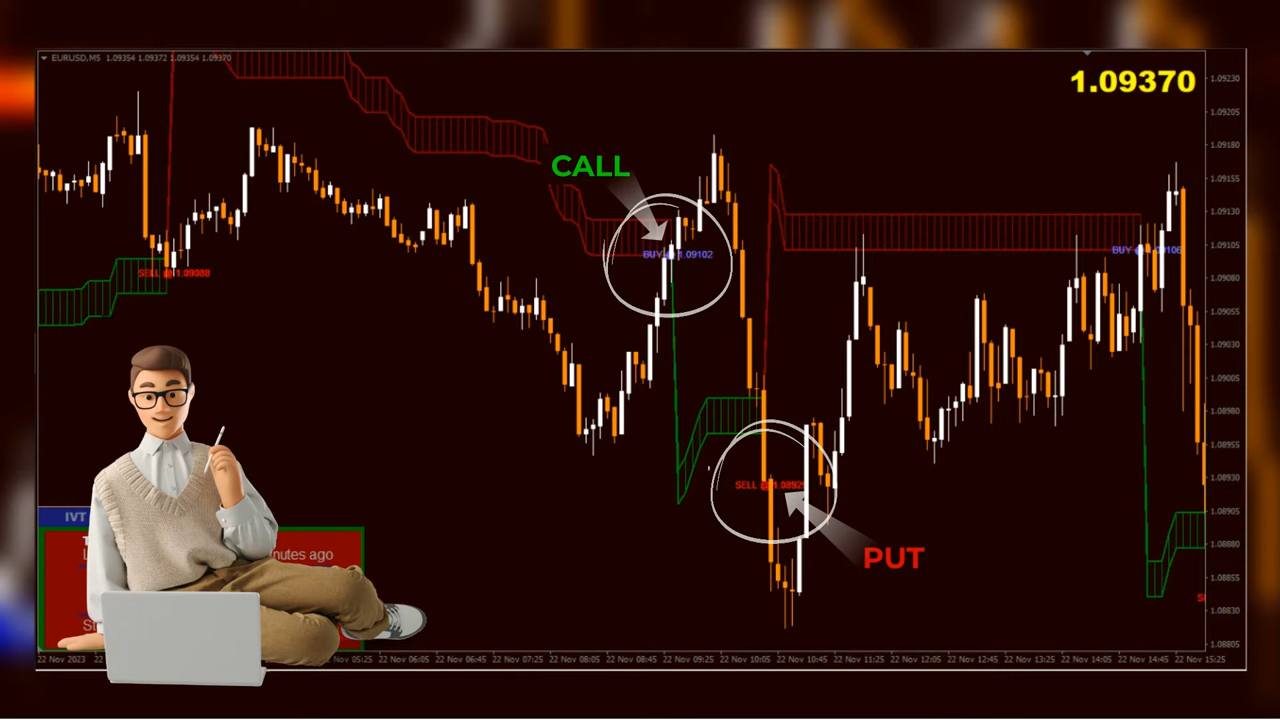 EURUSD,M5 1.09354 1.09372 1.09354 1.09370
1.09370
1.09230
1.09205
1.09180
1.09155
1.09130
1.09105
1.09080
1.09055
1.09030
1.09005
1.08980
1.08955
1.08930
1.08905
1.08880
1.08855
1.08830
1.08805
CALL
BUY @ 1.09102
BUY
SELL @ 1.09088
SELL
PUT
IVT
nutes ago
22 Nov 2023 22 05:25 22 Nov 06:05 22 Nov 06:45 22 Nov 07:25 22 Nov 08:05 22 Nov 08:45 22 Nov 09:25 22 Nov 10:05 22 Nov 10:45 22 Nov 11:25 22 Nov 12:05 22 Nov 12:45 22 Nov 13:25 22 Nov 14:05 22 Nov 14:45 22 Nov 15:25